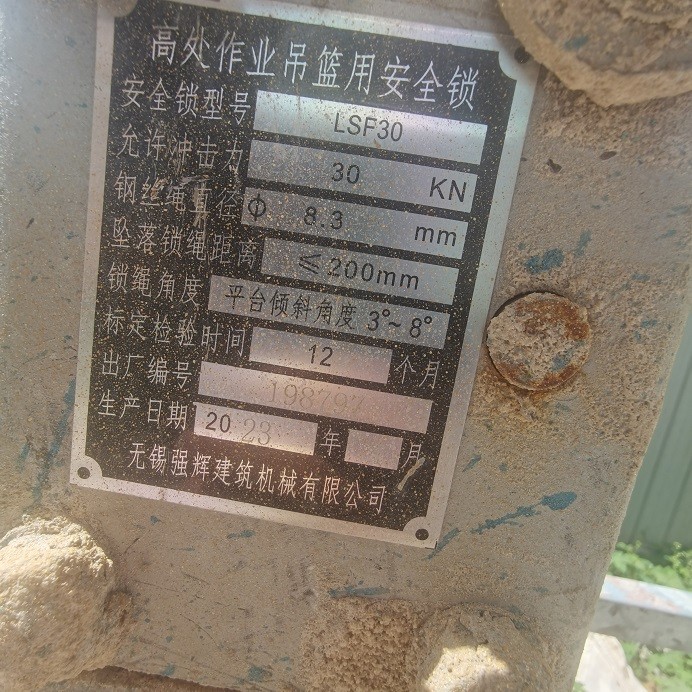 高处作业吊篮用安全锁
安全锁型号 LSF30
允许冲击力 30 KN
钢丝绳直径 ϕ 8.3 mm
坠落锁绳距离 ≤200mm
锁绳角度 平台倾斜角度 3°~8°
标定检验时间 12 个月
出厂编号 198797
生产日期 2023 年 月
无锡强辉建筑机械有限公司